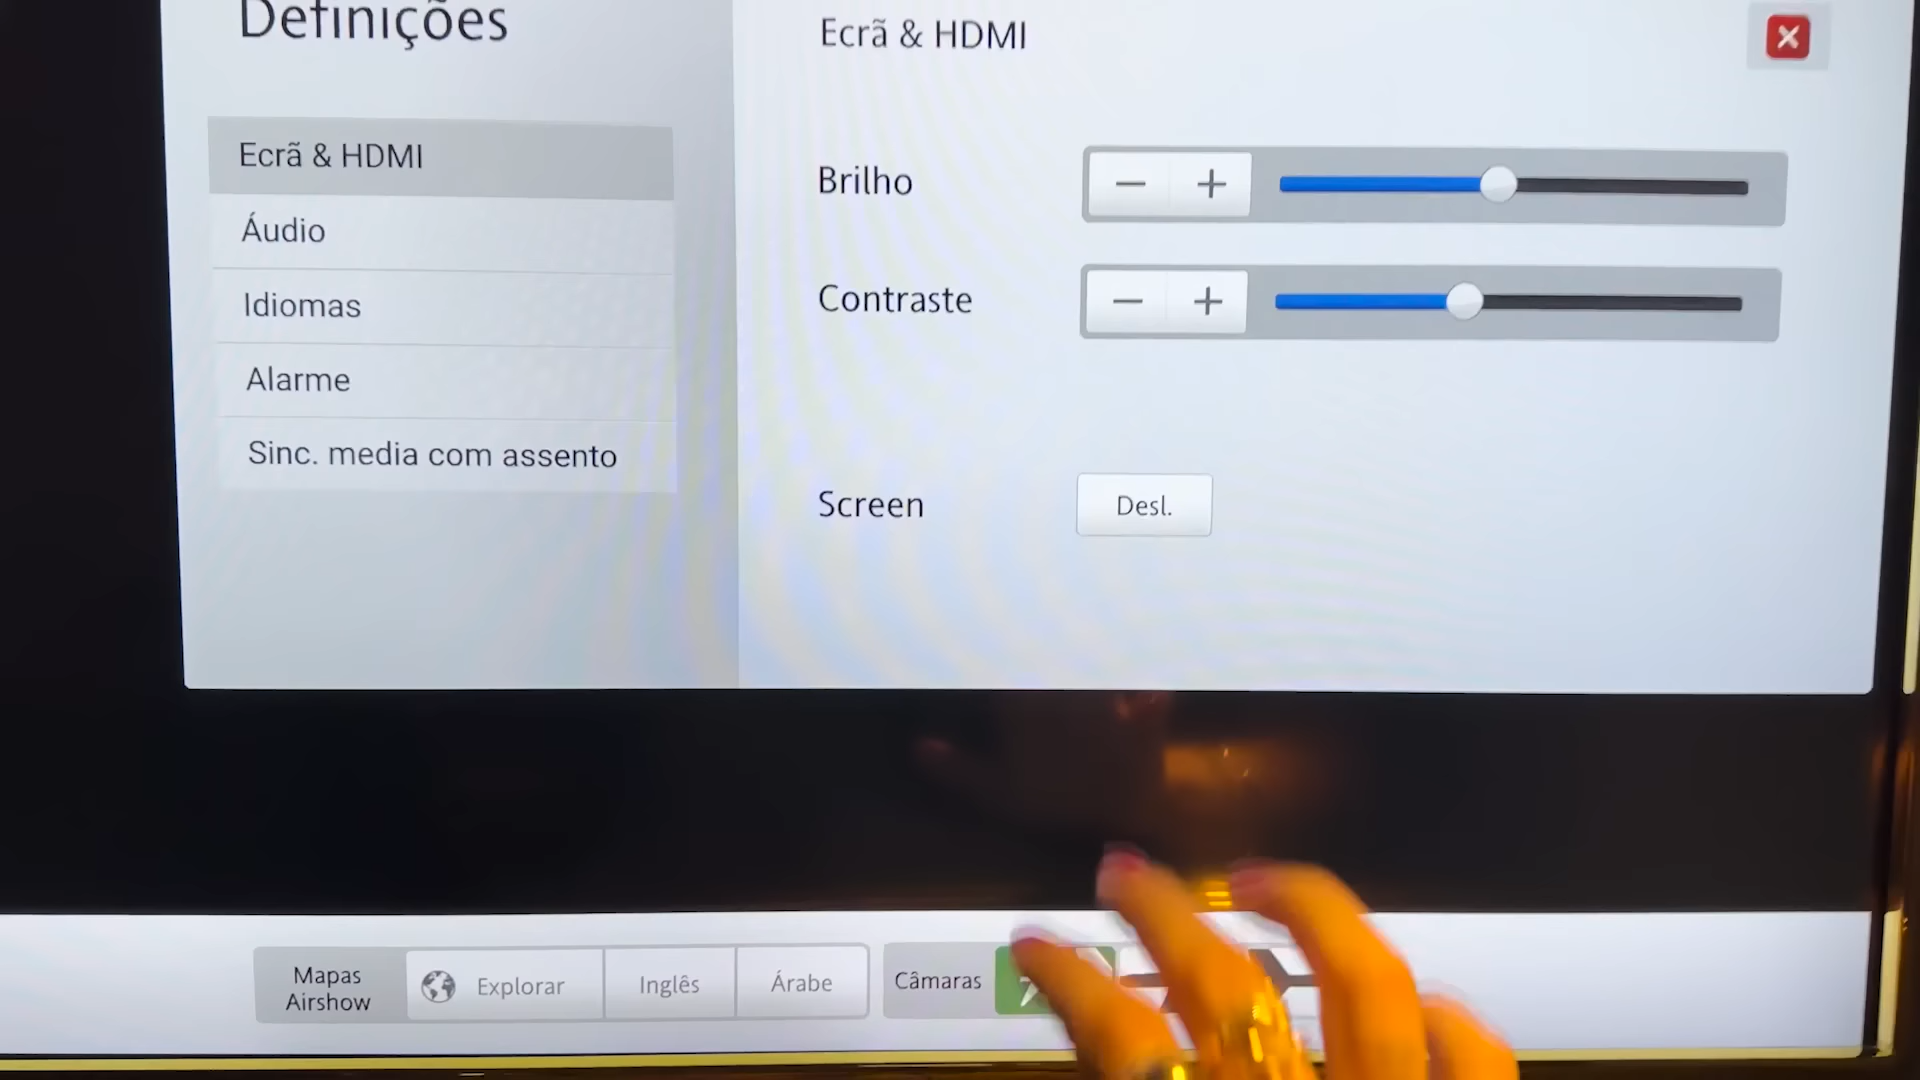 Definições
Ecrã & HDMI
Áudio
Idiomas
Alarme
Sinc. media com assento
Ecrã & HDMI
Brilho
Contraste
Screen
Desl.
Mapas
Airshow
Explorar
Inglês
Árabe
Câmaras